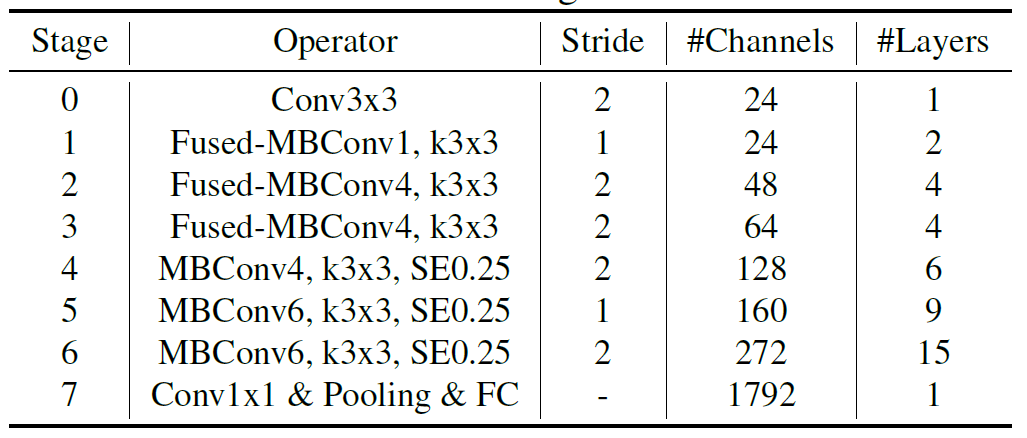 Stage Operator Stride #Channels #Layers
0 Conv3x3 2 24 1
1 Fused-MBConv1, k3x3 1 24 2
2 Fused-MBConv4, k3x3 2 48 4
3 Fused-MBConv4, k3x3 2 64 4
4 MBConv4, k3x3, SE0.25 2 128 6
5 MBConv6, k3x3, SE0.25 1 160 9
6 MBConv6, k3x3, SE0.25 2 272 15
7 Conv1x1 & Pooling & FC - 1792 1